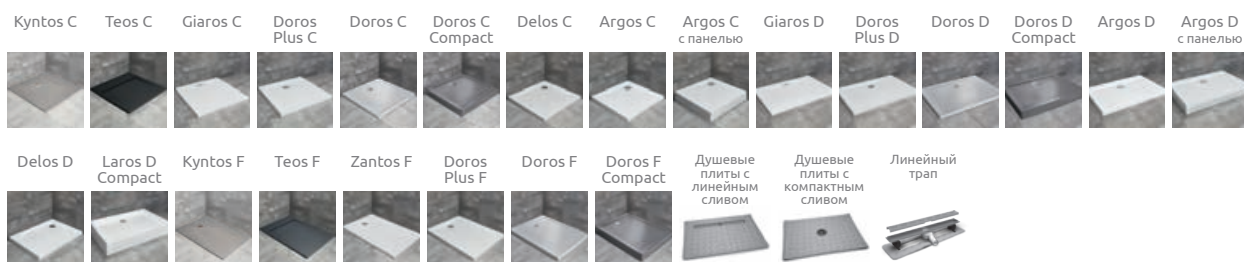 Kyntos C
Teos C
Giaros C
Doros
Plus C
Doros C
Doros C
Compact
Delos C
Argos C
Argos C
с панелью
Giaros D
Doros
Plus D
Doros D
Doros D
Compact
Argos D
Argos D
с панелью
Delos D
Laros D
Compact
Kyntos F
Teos F
Zantos F
Doros
Plus F
Doros F
Doros F
Compact
Душевые
плиты с
линейным
сливом
Душевые
плиты с
компактным
сливом
Линейный
трап